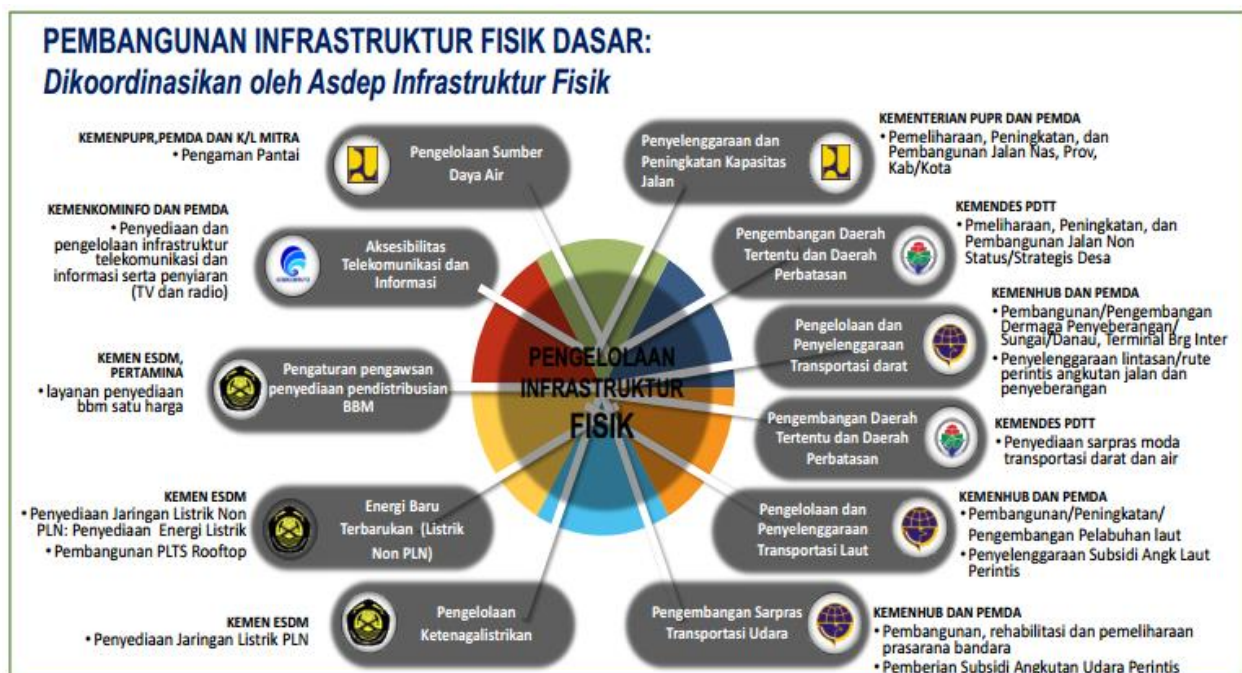 PEMBANGUNAN INFRASTRUKTUR FISIK DASAR:
Dikoordinasikan oleh Asdep Infrastruktur Fisik
KEMENPUPR,PEMDA DAN K/L MITRA
• Pengaman Pantai
Pengelolaan Sumber
Daya Air
KEMENKOMINFO DAN PEMDA
• Penyediaan dan
pengelolaan infrastruktur
telekomunikasi dan
informasi serta penyiaran
(TV dan radio)
Aksesibilitas
Telekomunikasi dan
Informasi
KEMEN ESDM,
PERTAMINA
• layanan penyediaan
bbm satu harga
Pengaturan pengawsan
penyediaan pendistribusian
BBM
KEMEN ESDM
• Penyediaan Jaringan Listrik Non
PLN: Penyediaan Energi Listrik
• Pembangunan PLTS Rooftop
Energi Baru
Terbarukan (Listrik
Non PLN)
KEMEN ESDM
• Penyediaan Jaringan Listrik PLN
Pengelolaan
Ketenagalistrikan
PENGELOLAAN
INFRASTRUKTUR
FISIK
Penyelenggaraan dan
Peningkatan Kapasitas
Jalan
KEMENTERIAN PUPR DAN PEMDA
• Pemeliharaan, Peningkatan, dan
Pembangunan Jalan Nas, Prov,
Kab/Kota
Pengembangan Daerah
Tertentu dan Daerah
Perbatasan
KEMENDES PDTT
• Pmeliharaan, Peningkatan, dan
Pembangunan Jalan Non
Status/Strategis Desa
Pengelolaan dan
Penyelenggaraan
Transportasi darat
KEMENHUB DAN PEMDA
• Pembangunan/Pengembangan
Dermaga Penyeberangan/
Sungai/Danau, Terminal Brg Inter
• Penyelenggaraan lintasan/rute
perintis angkutan jalan dan
penyeberangan
Pengembangan Daerah
Tertentu dan Daerah
Perbatasan
KEMENDES PDTT
• Penyediaan sarpras moda
transportasi darat dan air
Pengelolaan dan
Penyelenggaraan
Transportasi Laut
KEMENHUB DAN PEMDA
• Pembangunan/Peningkatan/
Pengembangan Pelabuhan laut
• Penyelenggaraan Subsidi Angk Laut
Perintis
Pengembangan Sarpras
Transportasi Udara
KEMENHUB DAN PEMDA
• Pembangunan, rehabilitasi dan pemeliharaan
prasarana bandara
• Pemberian Subsidi Angkutan Udara Perintis